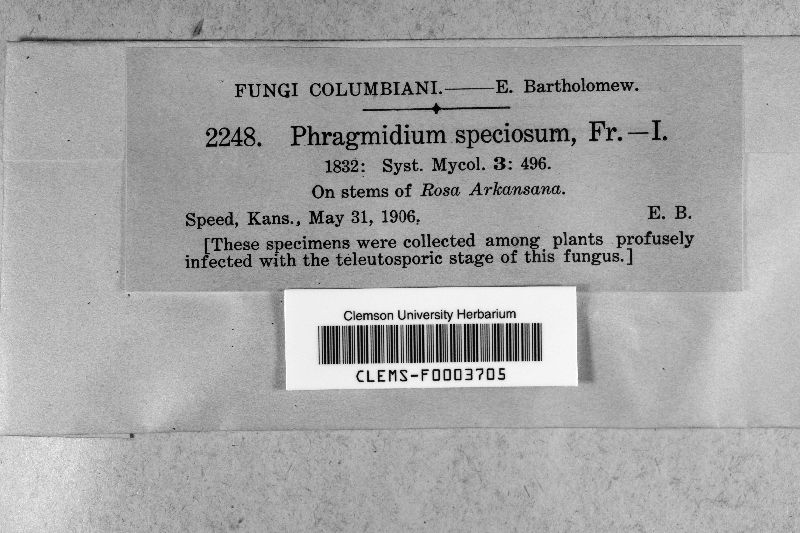 FUNGI COLUMBIANI.——E. Bartholomew.
2248. Phragmidium speciosum, Fr.—I.
1832: Syst. Mycol. 3: 496.
On stems of Rosa Arkansana.
Speed, Kans., May 31, 1906. E. B.
[These specimens were collected among plants profusely
infected with the teleutosporic stage of this fungus.]
Clemson University Herbarium
CLEMS-F0003705